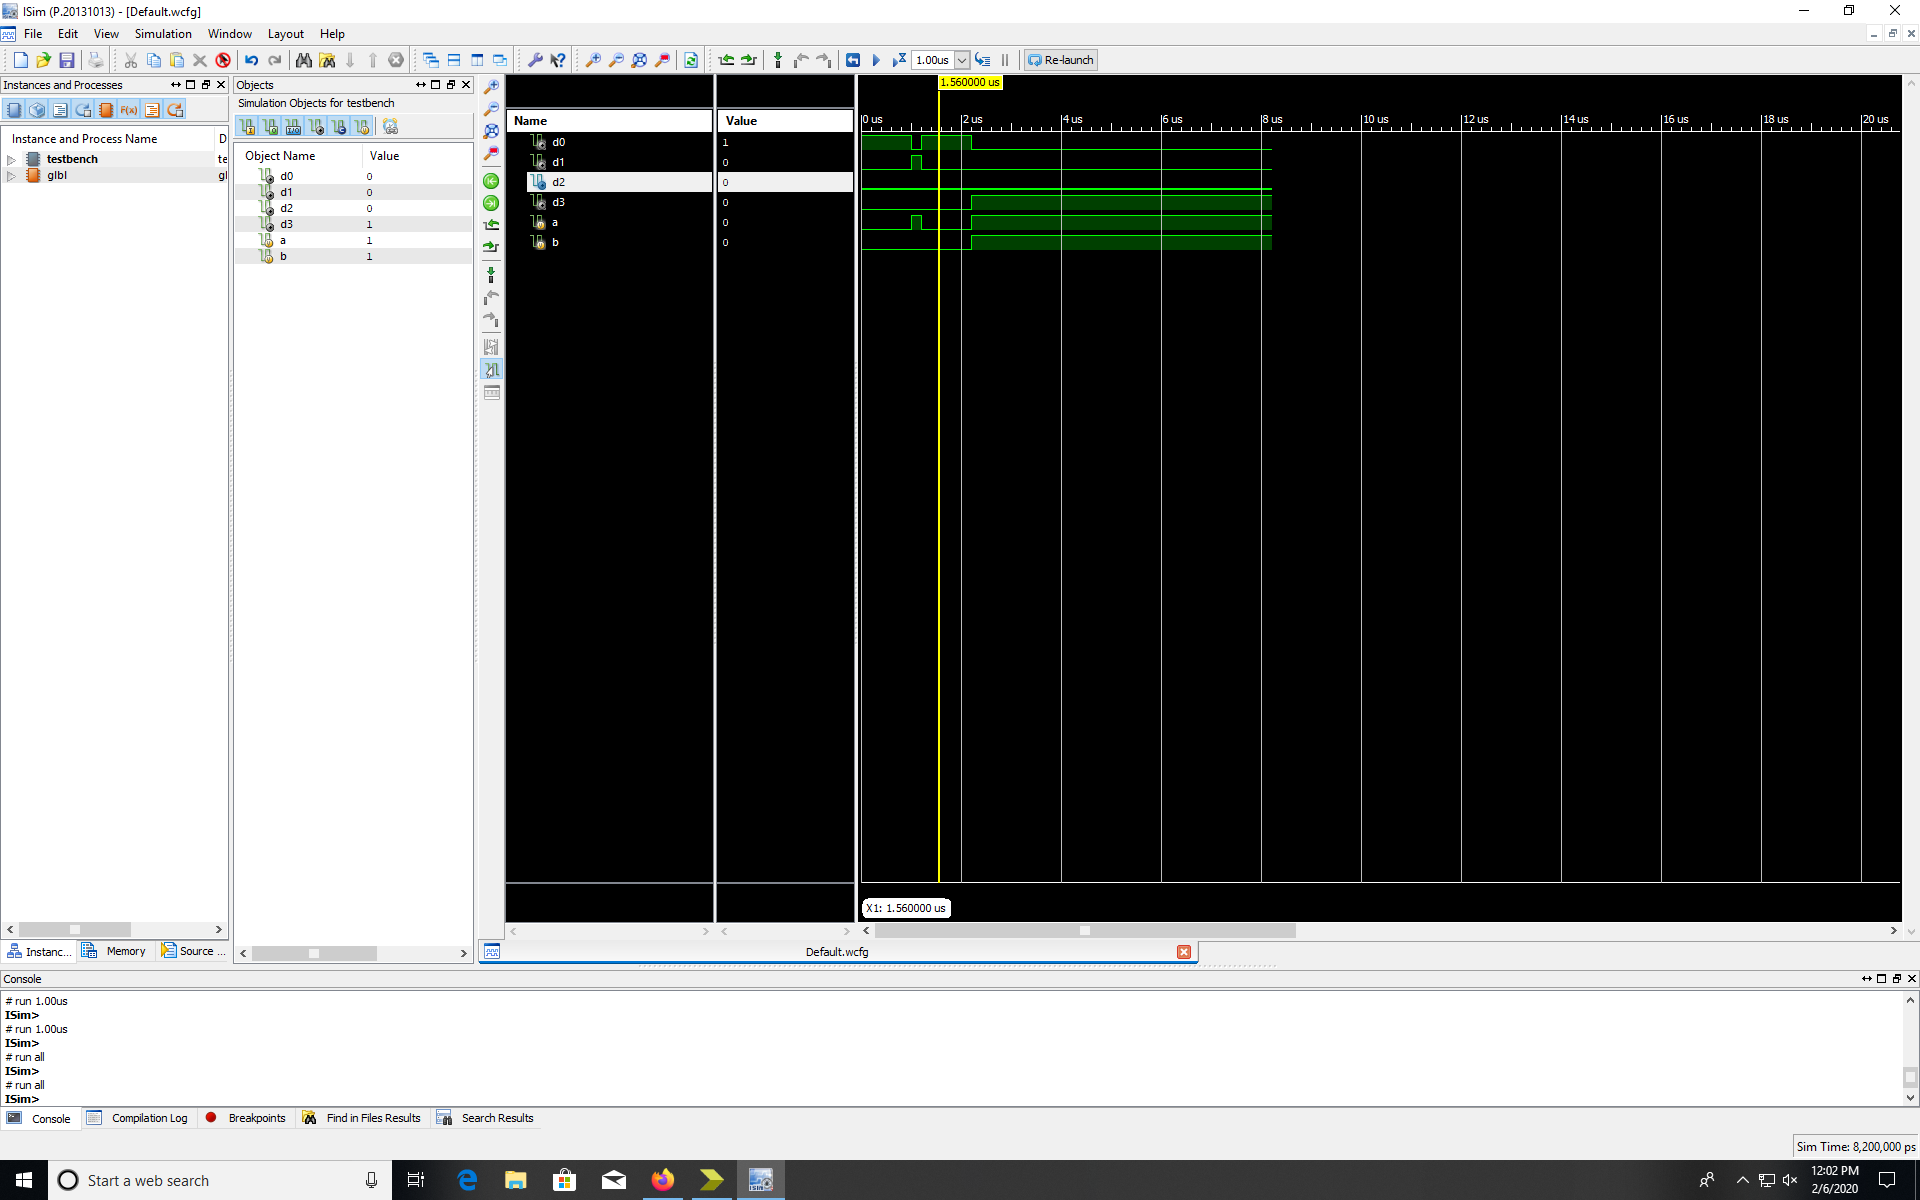 ISim (P.20131013) - [Default.wcfg]
File Edit View Simulation Window Layout Help
1.00us Re-launch
Instances and Processes
Instance and Process Name D
testbench te
glbl gl
Instanc... Memory Source ...
Objects
Simulation Objects for testbench
Object Name Value
d0 0
d1 0
d2 0
d3 1
a 1
b 1
Name Value
d0 1
d1 0
d2 0
d3 0
a 0
b 0
1.560000 us
0 us 2 us 4 us 6 us 8 us 10 us 12 us 14 us 16 us 18 us 20 us
X1: 1.560000 us
Default.wcfg
Console
# run 1.00us
ISim>
# run 1.00us
ISim>
# run all
ISim>
# run all
ISim>
Console Compilation Log Breakpoints Find in Files Results Search Results
Sim Time: 8,200,000 ps
Start a web search
12:02 PM
2/6/2020